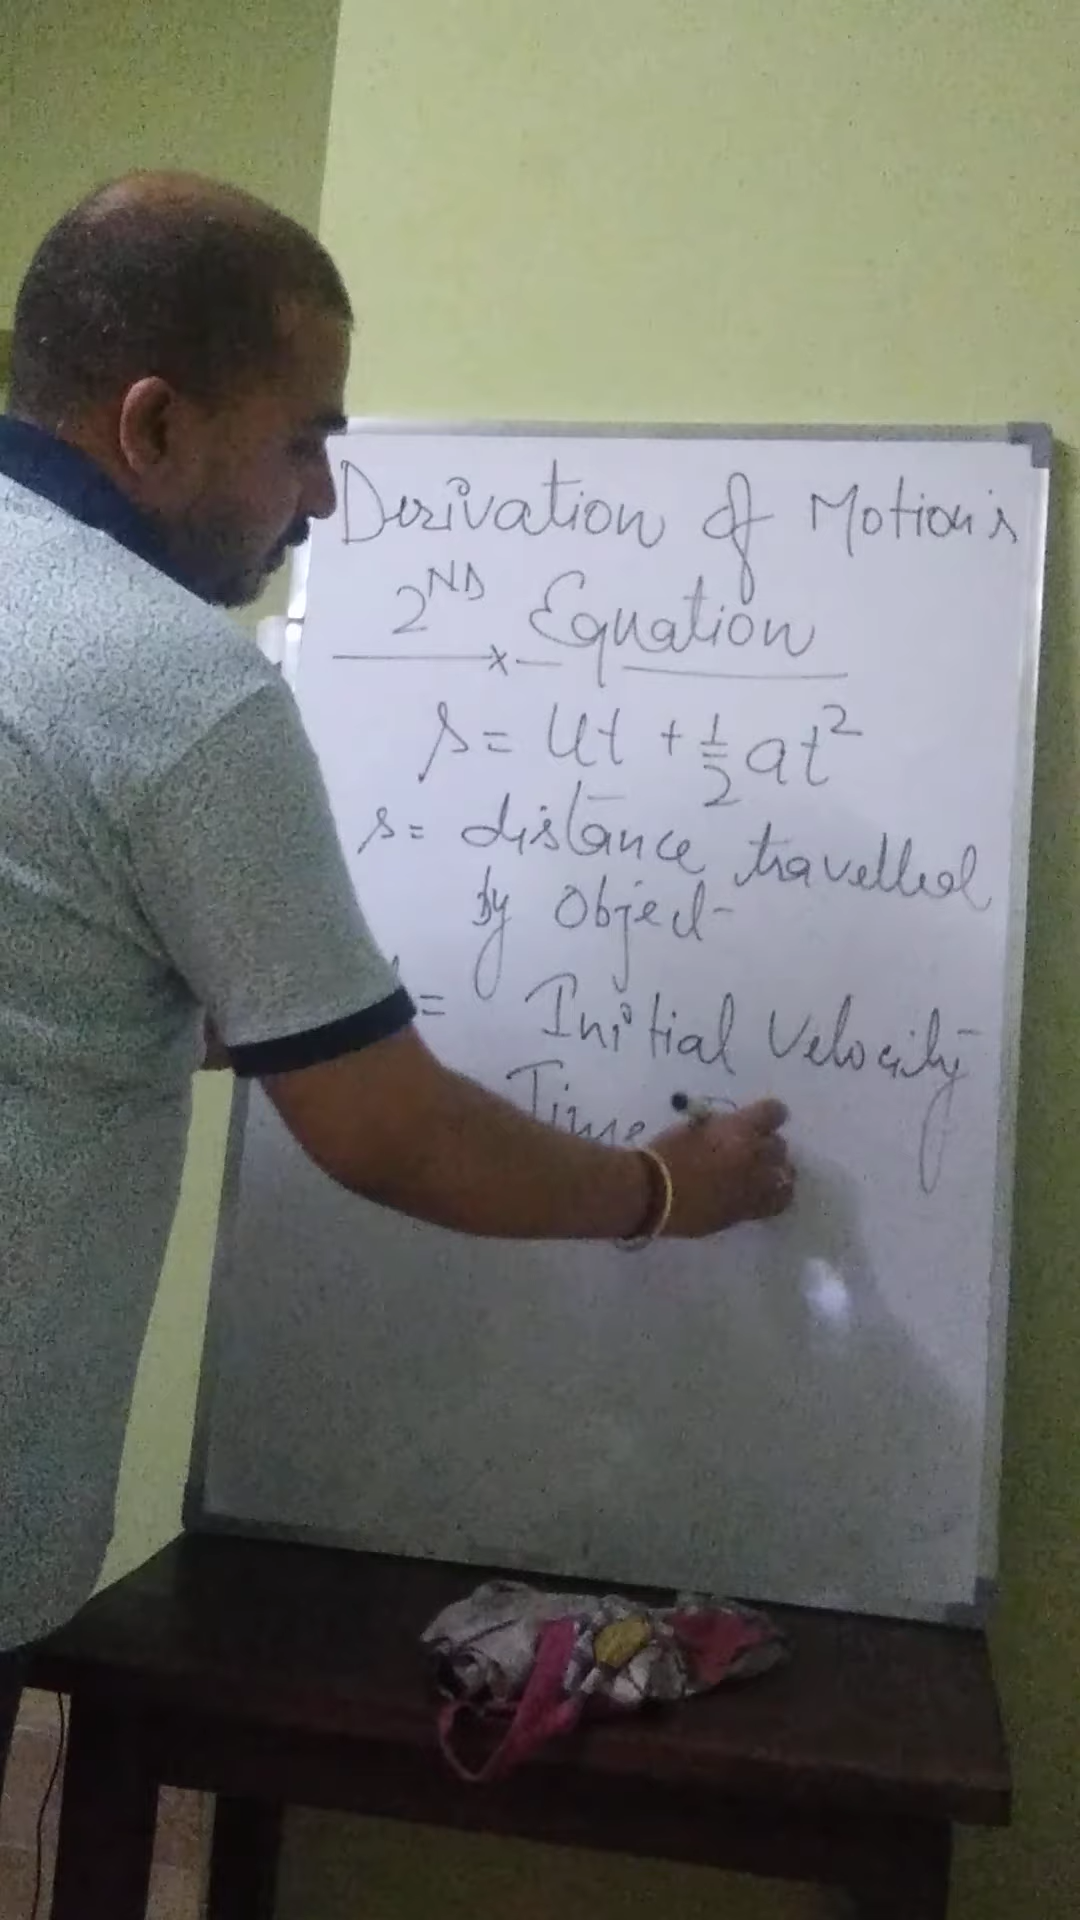 Derivation of Motion's
2ND Equation
s = ut + 1/2 at²
s = distance travelled
by Object
= Initial Velocity
Time